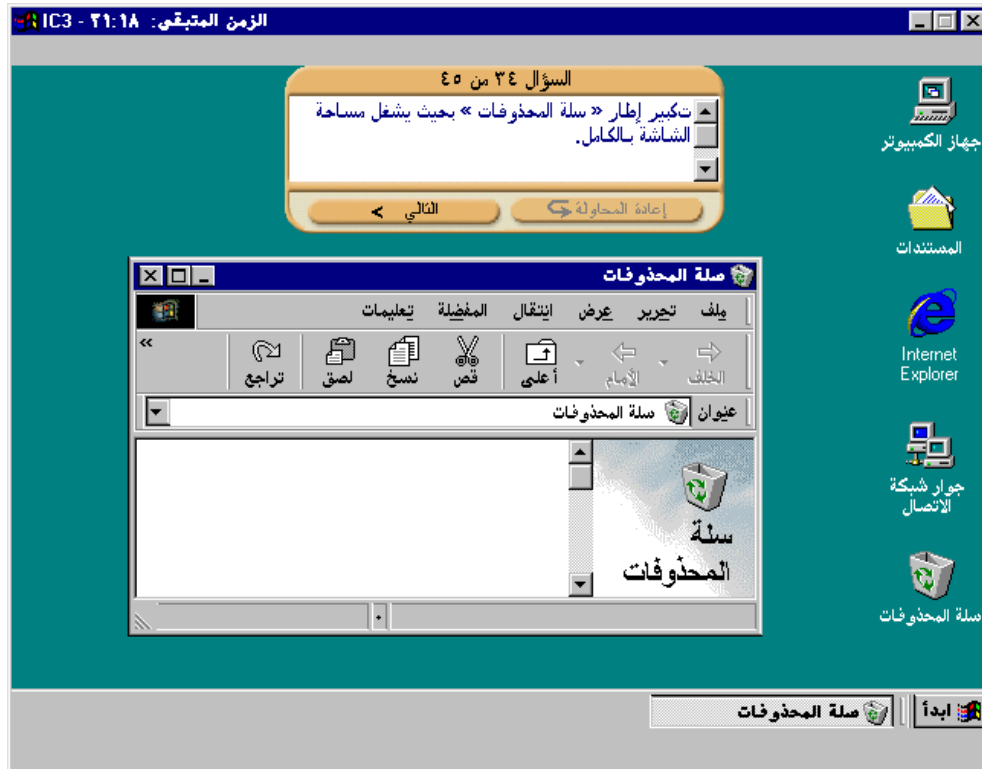 الزمن المتبقي: ٣١:١٨ - IC3
السؤال ٣٤ من ٤٥
تكبير إطار « سلة المحذوفات » بحيث يشغل مساحة
الشاشة بالكامل.
إعادة المحاولة
التالي >
جهاز الكمبيوتر
المستندات
Internet
Explorer
جوار شبكة
الاتصال
سلة المحذوفات
سلة المحذوفات
ملف تحرير عرض انتقال المفضلة تعليمات
الخلف الأمام أعلى قص نسخ لصق تراجع »
عنوان سلة المحذوفات
سلة
المحذوفات
ابدأ سلة المحذوفات